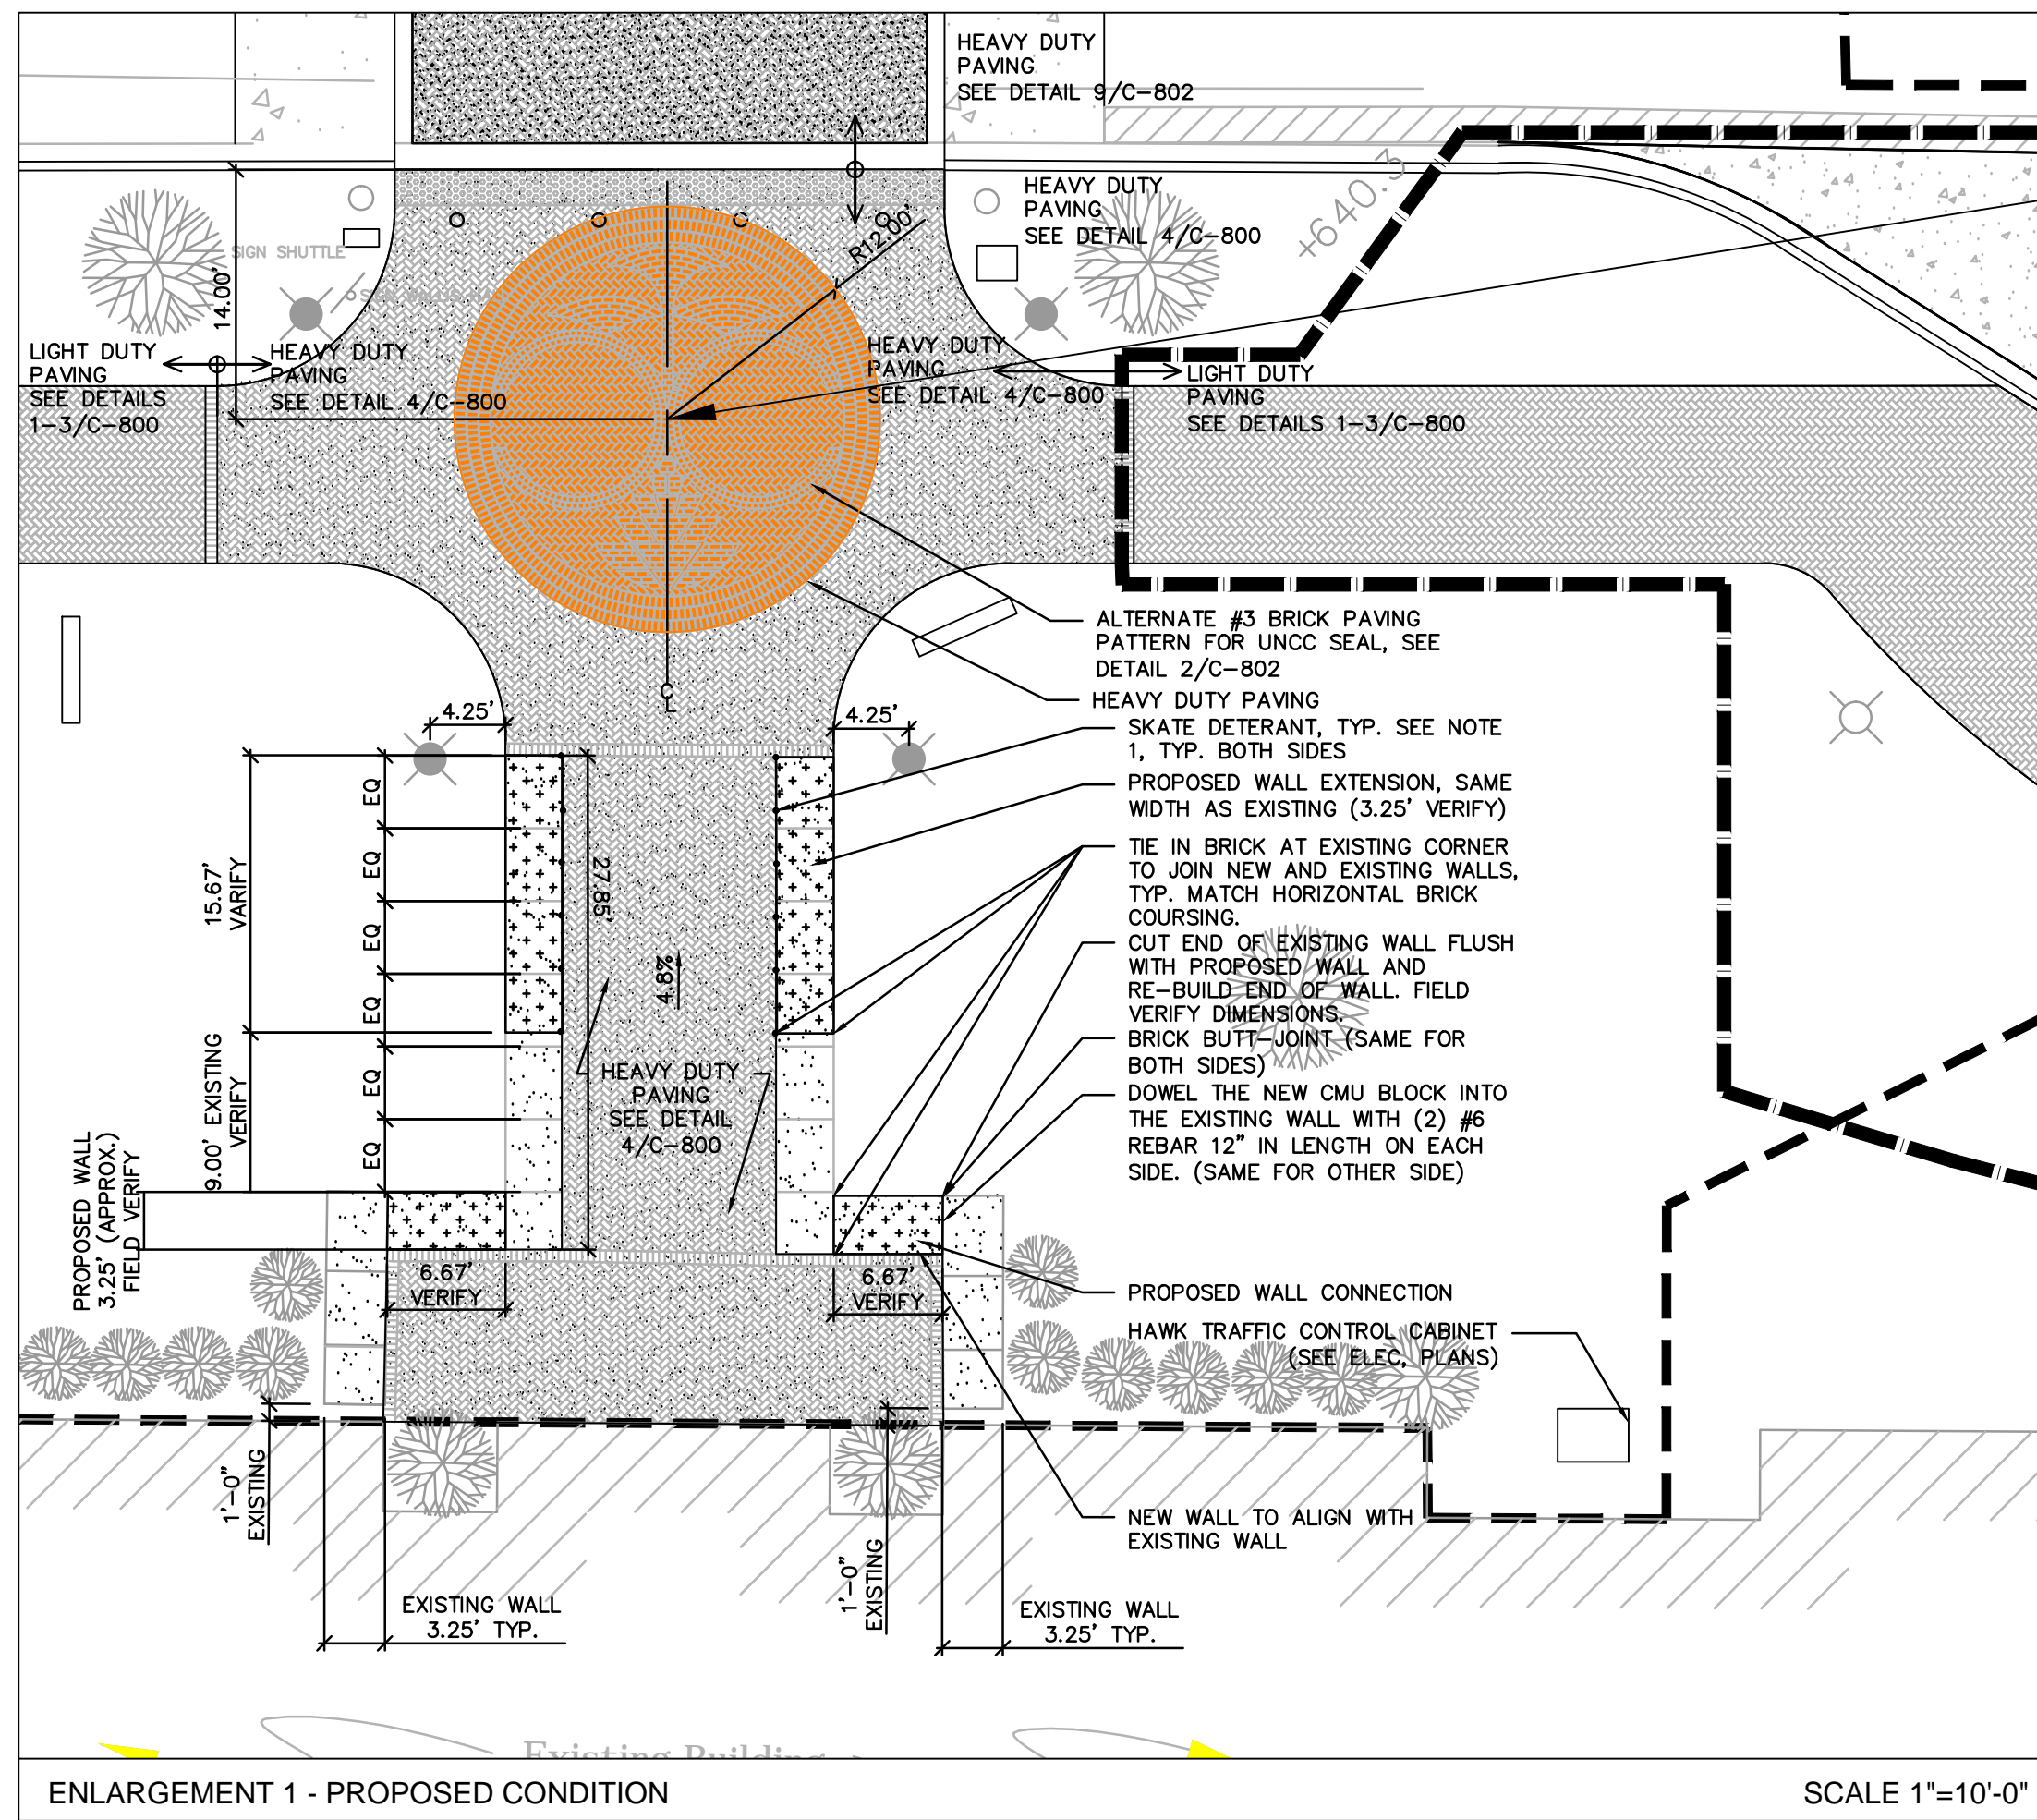 HEAVY DUTY
PAVING
SEE DETAIL 9/C-802
HEAVY DUTY
PAVING
SEE DETAIL 4/C-800
+640.3
SIGN SHUTTLE
14.00'
R12.00'
LIGHT DUTY
PAVING
SEE DETAILS
1-3/C-800
HEAVY DUTY
PAVING
SEE DETAIL 4/C-800
HEAVY DUTY
PAVING
SEE DETAIL 4/C-800
LIGHT DUTY
PAVING
SEE DETAILS 1-3/C-800
ALTERNATE #3 BRICK PAVING
PATTERN FOR UNCC SEAL, SEE
DETAIL 2/C-802
HEAVY DUTY PAVING
CL
4.25'
4.25'
SKATE DETERANT, TYP. SEE NOTE
1, TYP. BOTH SIDES
PROPOSED WALL EXTENSION, SAME
WIDTH AS EXISTING (3.25' VERIFY)
TIE IN BRICK AT EXISTING CORNER
TO JOIN NEW AND EXISTING WALLS,
TYP. MATCH HORIZONTAL BRICK
COURSING.
CUT END OF EXISTING WALL FLUSH
WITH PROPOSED WALL AND
RE-BUILD END OF WALL. FIELD
VERIFY DIMENSIONS.
BRICK BUTT-JOINT (SAME FOR
BOTH SIDES)
DOWEL THE NEW CMU BLOCK INTO
THE EXISTING WALL WITH (2) #6
REBAR 12" IN LENGTH ON EACH
SIDE. (SAME FOR OTHER SIDE)
EQ
EQ
EQ
EQ
EQ
EQ
15.67'
VARIFY
27.85'
4.8%
9.00' EXISTING
VERIFY
HEAVY DUTY
PAVING
SEE DETAIL
4/C-800
PROPOSED WALL
3.25' (APPROX.)
FIELD VERIFY
6.67'
VERIFY
6.67'
VERIFY
PROPOSED WALL CONNECTION
HAWK TRAFFIC CONTROL CABINET
(SEE ELEC, PLANS)
1'-0"
EXISTING
1'-0"
EXISTING
NEW WALL TO ALIGN WITH
EXISTING WALL
EXISTING WALL
3.25' TYP.
EXISTING WALL
3.25' TYP.
Existing Building
ENLARGEMENT 1 - PROPOSED CONDITION
SCALE 1"=10'-0"